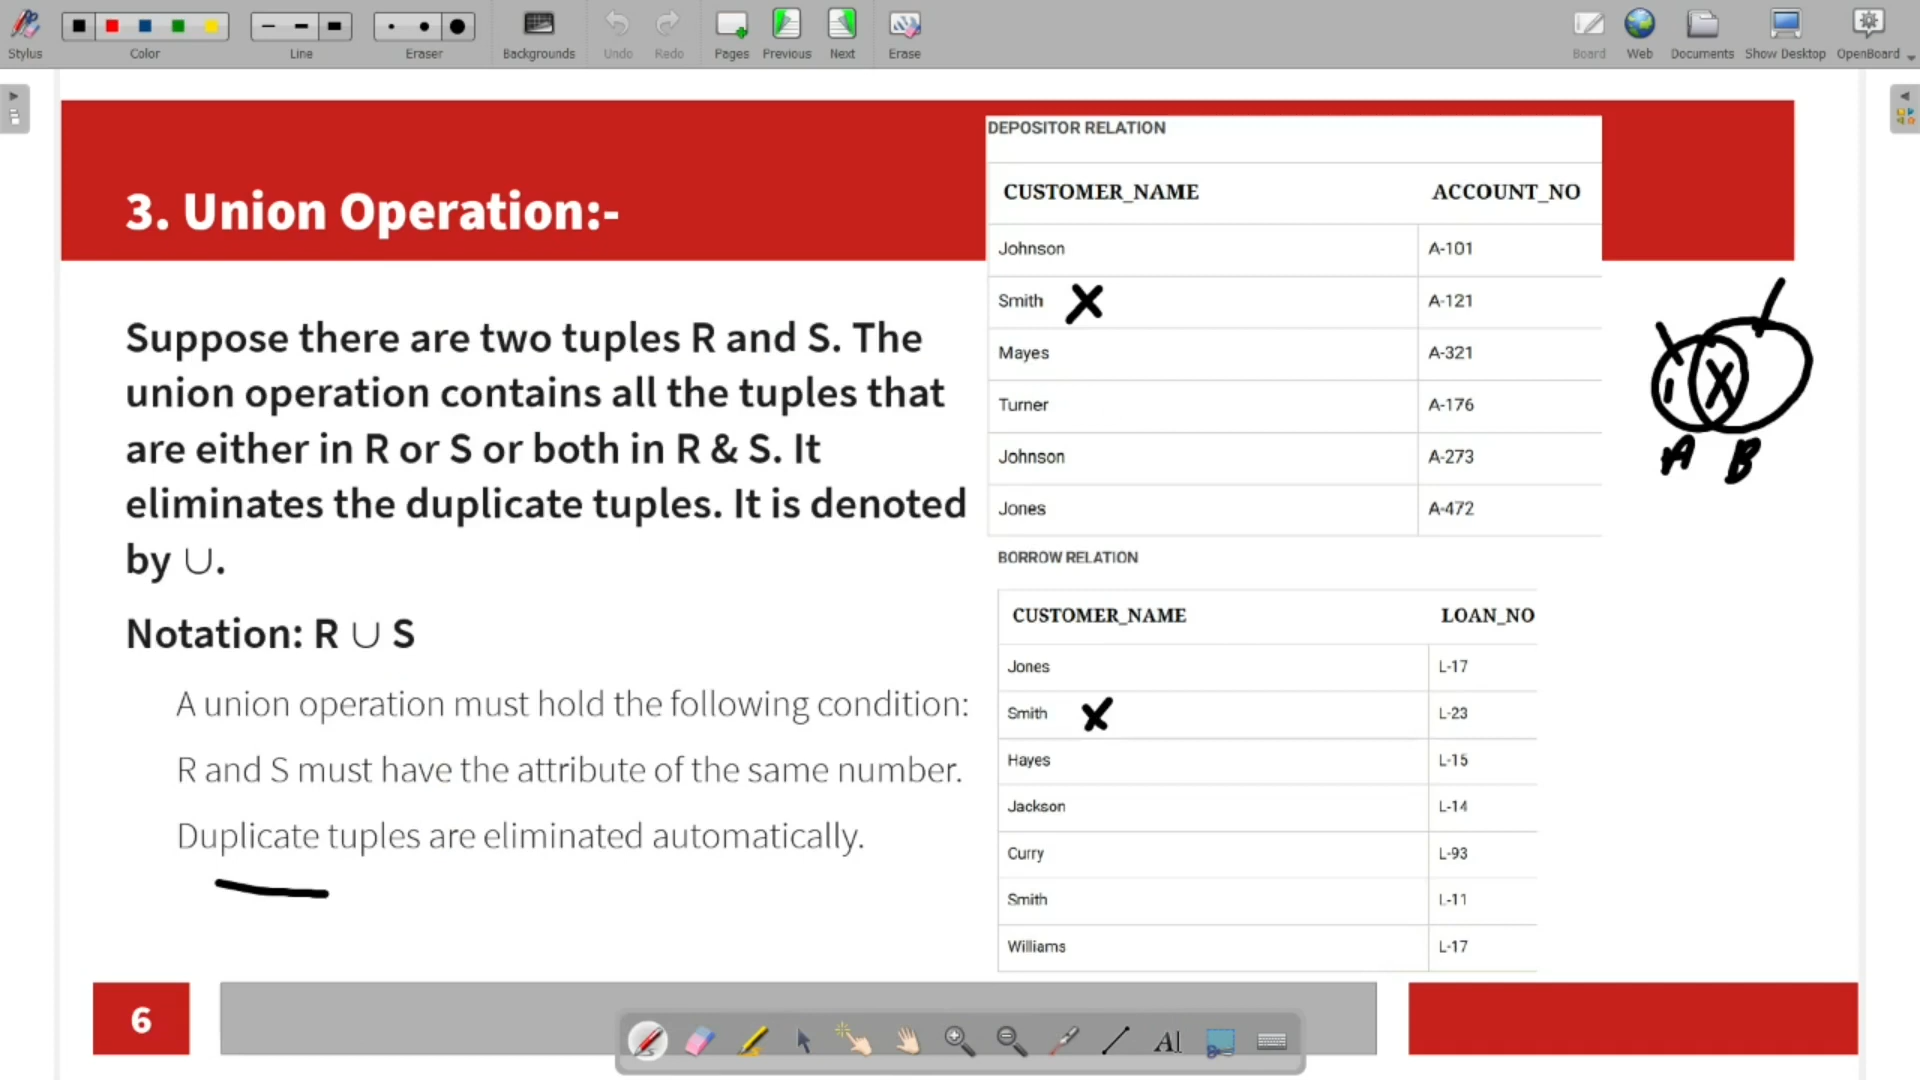 Stylus
Color
Line
Eraser
Backgrounds
Undo
Redo
Pages
Previous
Next
Erase
Board
Web
Documents
Show Desktop
OpenBoard
3. Union Operation:-
Suppose there are two tuples R and S. The
union operation contains all the tuples that
are either in R or S or both in R & S. It
eliminates the duplicate tuples. It is denoted
by ∪.
Notation: R ∪ S
A union operation must hold the following condition:
R and S must have the attribute of the same number.
Duplicate tuples are eliminated automatically.
DEPOSITOR RELATION
CUSTOMER_NAME ACCOUNT_NO
Johnson A-101
Smith X A-121
Mayes A-321
Turner A-176
Johnson A-273
Jones A-472
BORROW RELATION
CUSTOMER_NAME LOAN_NO
Jones L-17
Smith X L-23
Hayes L-15
Jackson L-14
Curry L-93
Smith L-11
Williams L-17
A B
6
AI